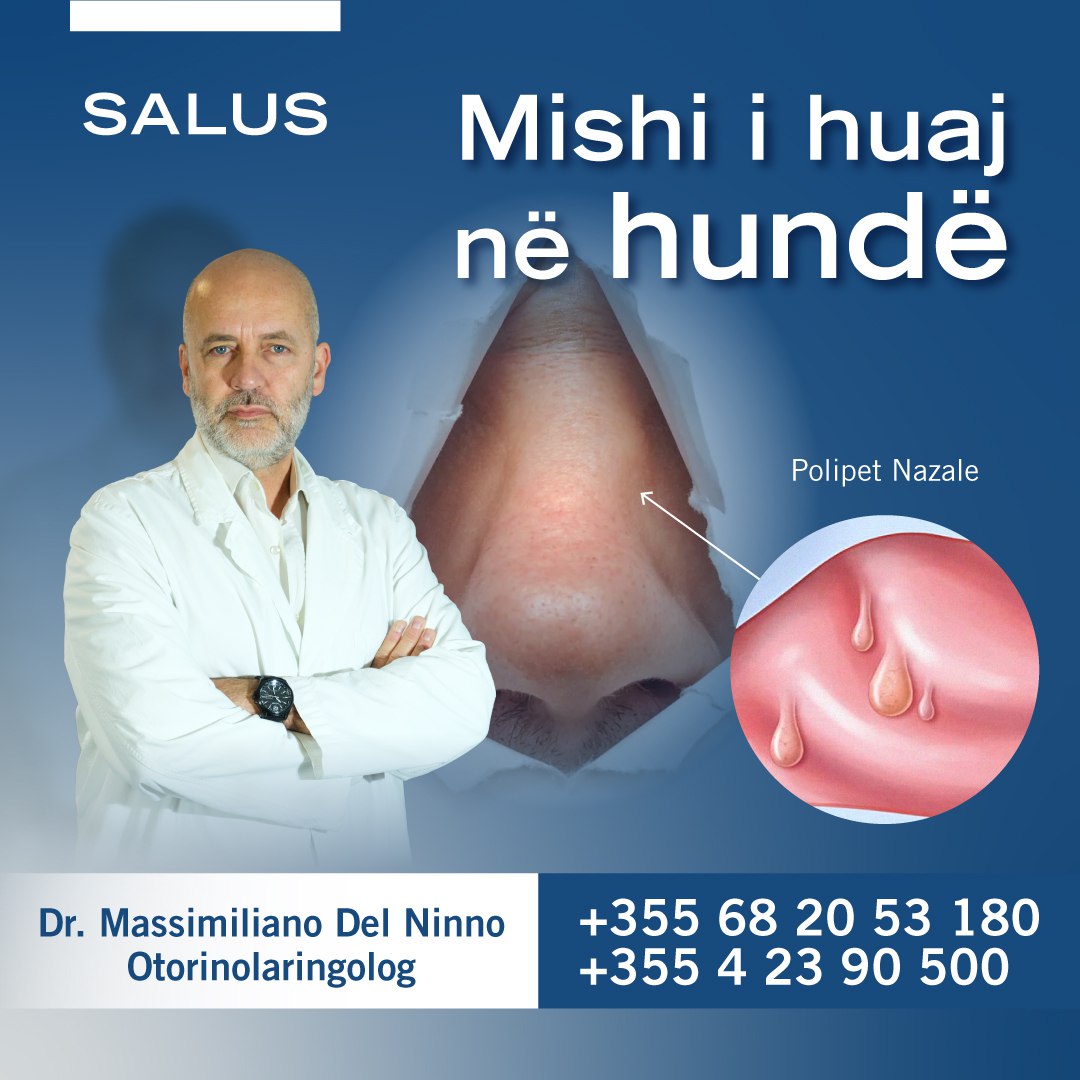 SALUS
Mishi i huaj
në hundë
Polipet Nazale
Dr. Massimiliano Del Ninno
Otorinolaringolog
+355 68 20 53 180
+355 4 23 90 500